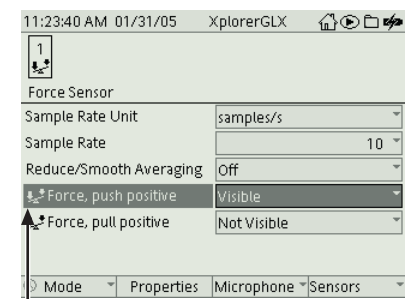 11:23:40 AM 01/31/05 XplorerGLX
1
Force Sensor
Sample Rate Unit samples/s
Sample Rate 10
Reduce/Smooth Averaging Off
Force, push positive Visible
Force, pull positive Not Visible
Mode Properties Microphone Sensors